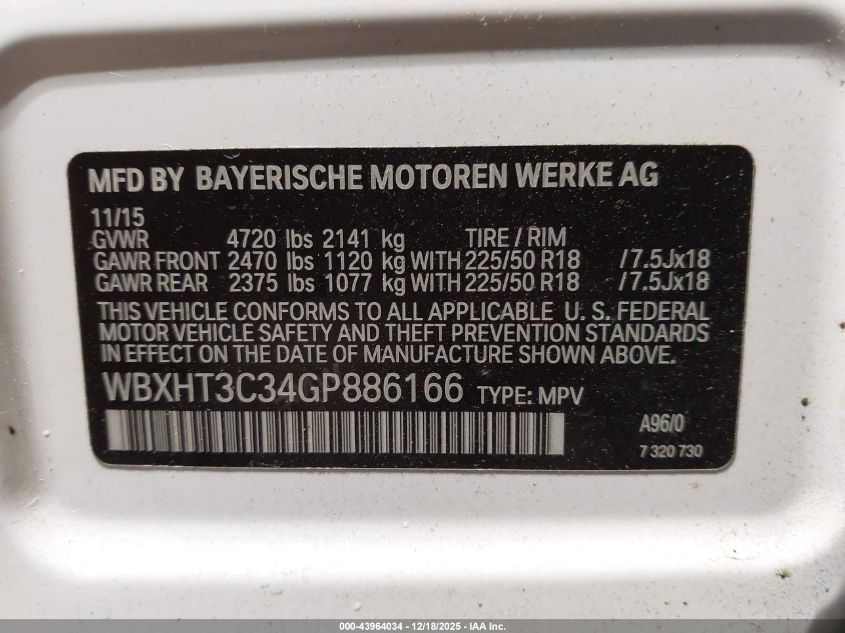 MFD BY BAYERISCHE MOTOREN WERKE AG
11/15
GVWR 4720 lbs 2141 kg TIRE / RIM
GAWR FRONT 2470 lbs 1120 kg WITH 225/50 R18 /7.5Jx18
GAWR REAR 2375 lbs 1077 kg WITH 225/50 R18 /7.5Jx18
THIS VEHICLE CONFORMS TO ALL APPLICABLE U. S. FEDERAL
MOTOR VEHICLE SAFETY AND THEFT PREVENTION STANDARDS
IN EFFECT ON THE DATE OF MANUFACTURE SHOWN ABOVE.
WBXHT3C34GP886166 TYPE: MPV
A96/0
7 320 730
000-43964034 - 12/18/2025 - IAA Inc.